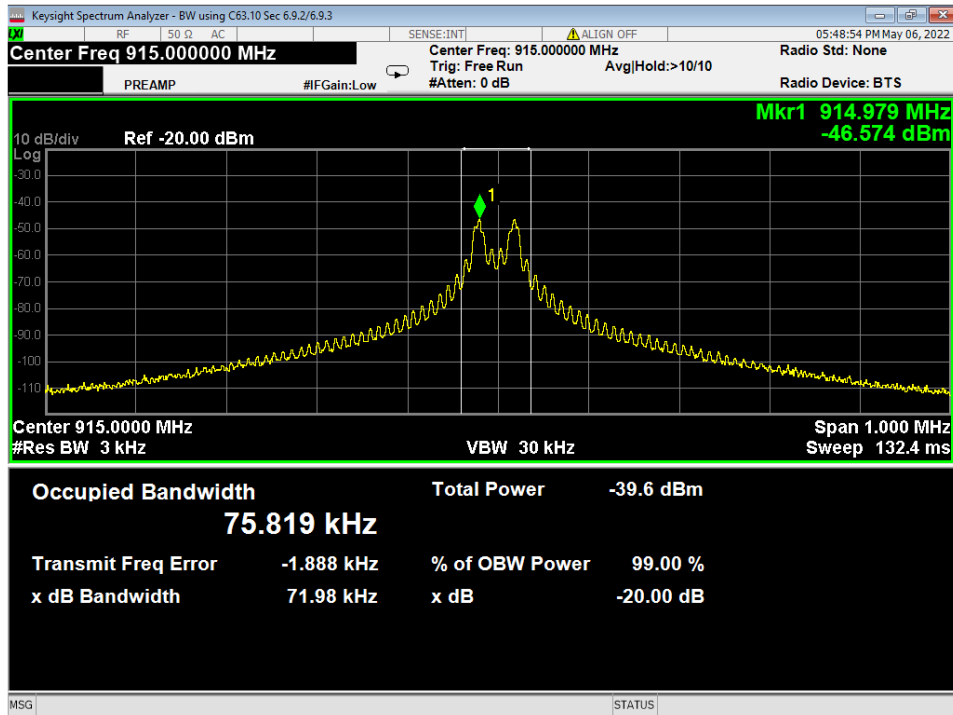 Keysight Spectrum Analyzer - BW using C63.10 Sec 6.9.2/6.9.3
LXI RF 50 Ω AC SENSE:INT ALIGN OFF 05:48:54 PM May 06, 2022
Center Freq 915.000000 MHz Center Freq: 915.000000 MHz Radio Std: None
Trig: Free Run Avg|Hold:>10/10
PREAMP #IFGain:Low #Atten: 0 dB Radio Device: BTS
Mkr1 914.979 MHz
10 dB/div Ref -20.00 dBm -46.574 dBm
Log
-30.0
1
-40.0
-50.0
-60.0
-70.0
-80.0
-90.0
-100
-110
Center 915.0000 MHz Span 1.000 MHz
#Res BW 3 kHz VBW 30 kHz Sweep 132.4 ms
Occupied Bandwidth Total Power -39.6 dBm
75.819 kHz
Transmit Freq Error -1.888 kHz % of OBW Power 99.00 %
x dB Bandwidth 71.98 kHz x dB -20.00 dB
MSG STATUS